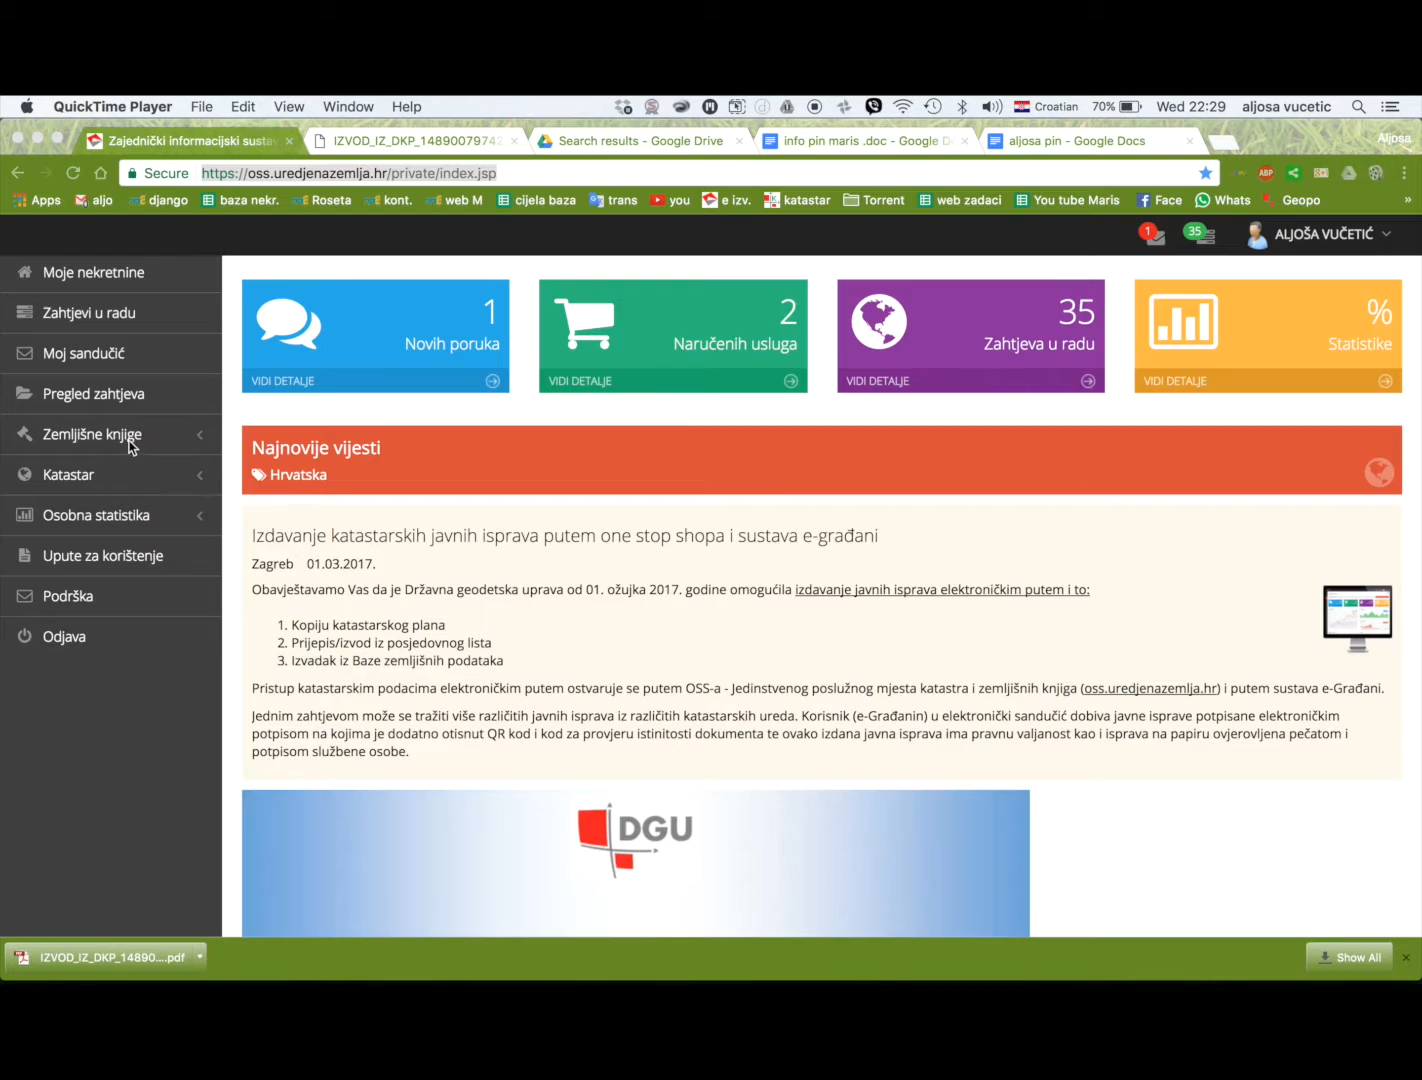 QuickTime Player File Edit View Window Help Croatian 70% Wed 22:29 aljosa vucetic
Zajednički informacijski susta IZVOD_IZ_DKP_1489007974 Search results - Google Drive info pin maris .doc - Google D aljosa pin - Google Docs Aljosa
Secure https://oss.uredjenazemlja.hr/private/index.jsp ABP
Apps aljo django baza nekr. Roseta kont. web M cijela baza trans you e izv. katastar Torrent web zadaci You tube Maris Face Whats Geopo »
1 35 ALJOŠA VUČETIĆ
Moje nekretnine
Zahtjevi u radu
Moj sandučić
Pregled zahtjeva
Zemljišne knjige
Katastar
Osobna statistika
Upute za korištenje
Podrška
Odjava
1
Novih poruka
VIDI DETALJE
2
Naručenih usluga
VIDI DETALJE
35
Zahtjeva u radu
VIDI DETALJE
%
Statistike
VIDI DETALJE
Najnovije vijesti
Hrvatska
Izdavanje katastarskih javnih isprava putem one stop shopa i sustava e-građani
Zagreb 01.03.2017.
Obavještavamo Vas da je Državna geodetska uprava od 01. ožujka 2017. godine omogućila izdavanje javnih isprava elektroničkim putem i to:
1. Kopiju katastarskog plana
2. Prijepis/izvod iz posjedovnog lista
3. Izvadak iz Baze zemljišnih podataka
Pristup katastarskim podacima elektroničkim putem ostvaruje se putem OSS-a - Jedinstvenog poslužnog mjesta katastra i zemljišnih knjiga (oss.uredjenazemlja.hr) i putem sustava e-Građani.
Jednim zahtjevom može se tražiti više različitih javnih isprava iz različitih katastarskih ureda. Korisnik (e-Građanin) u elektronički sandučić dobiva javne isprave potpisane elektroničkim
potpisom na kojima je dodatno otisnut QR kod i kod za provjeru istinitosti dokumenta te ovako izdana javna isprava ima pravnu valjanost kao i isprava na papiru ovjerovljena pečatom i
potpisom službene osobe.
DGU
IZVOD_IZ_DKP_14890....pdf Show All